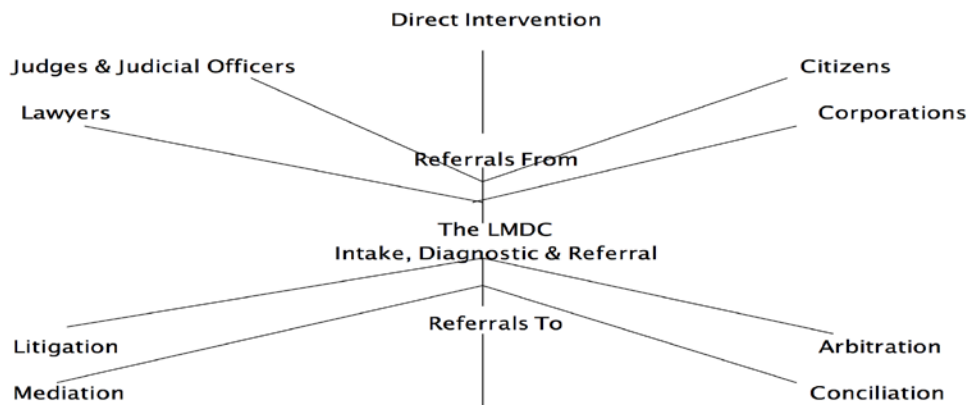 Direct Intervention
Judges & Judicial Officers
Citizens
Lawyers
Corporations
Referrals From
The LMDC
Intake, Diagnostic & Referral
Referrals To
Litigation
Arbitration
Mediation
Conciliation